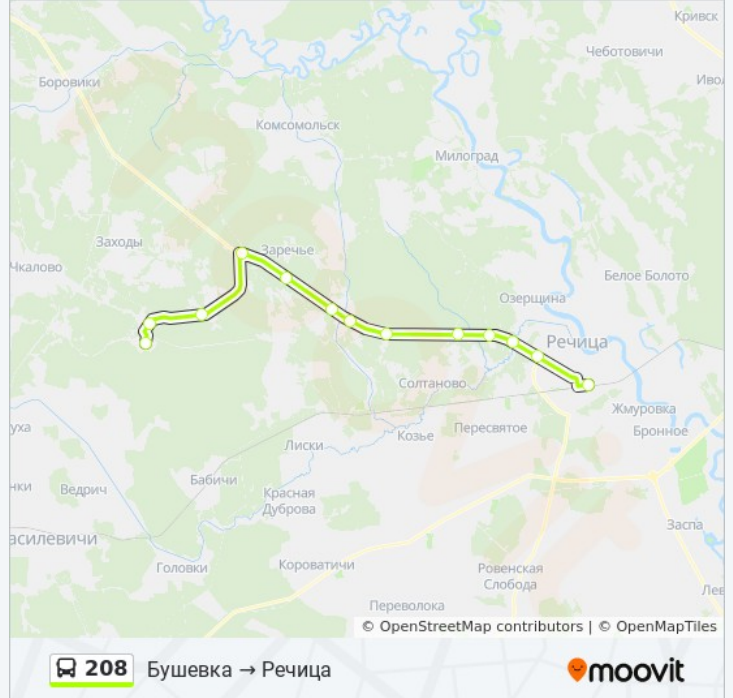 Кривск
Чеботовичи
Ивол
Боровики
Комсомольск
Милоград
Заходы
Заречье
Чкалово
Белое Болото
Озерщина
Речица
Солтаново
Жмуровка
уха
Козье
Пересвятое
Бронное
Лиски
Бабичи
нки
Ведрич
Красная
Дуброва
Заспа
асилевичи
Головки
Короватичи
Ровенская
Слобода
Лев
Переволока
© OpenStreetMap contributors | © OpenMapTiles
208 Бушевка → Речица
moovit